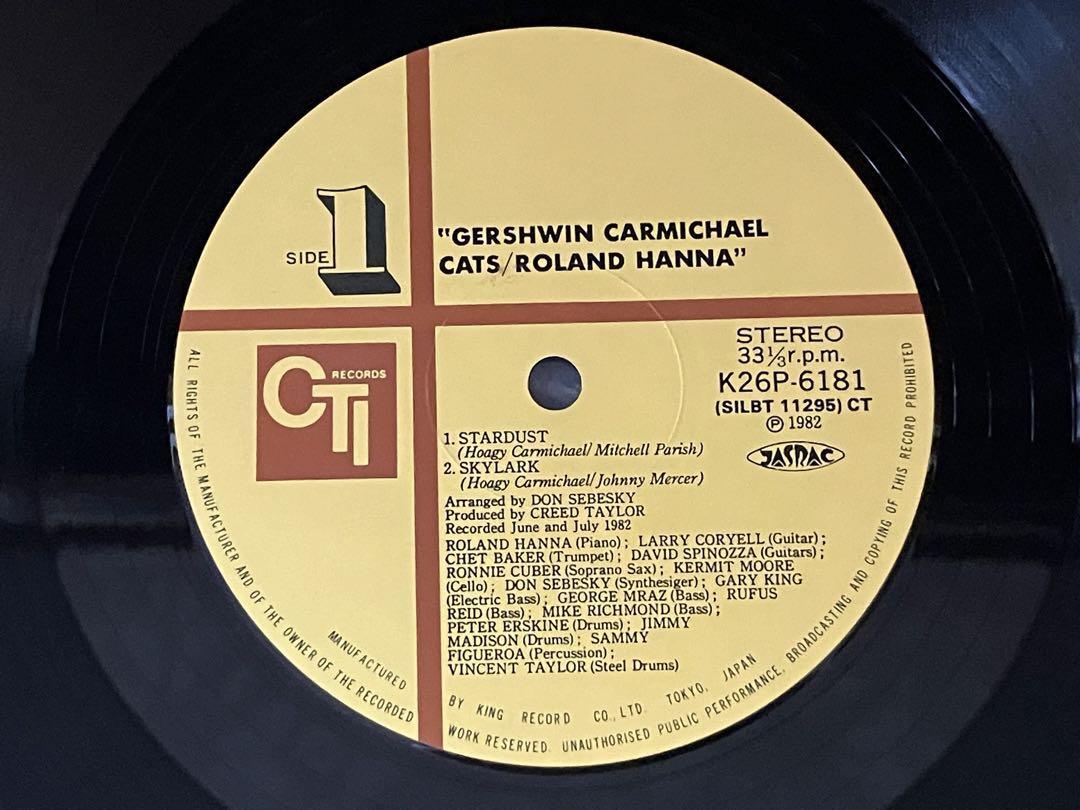 SIDE 1
"GERSHWIN CARMICHAEL
CATS/ROLAND HANNA"
CTI RECORDS
STEREO
33⅓r.p.m.
K26P-6181
(SILBT 11295) CT
Ⓟ 1982
JASRAC
1. STARDUST
(Hoagy Carmichael/Mitchell Parish)
2. SKYLARK
(Hoagy Carmichael/Johnny Mercer)
Arranged by DON SEBESKY
Produced by CREED TAYLOR
Recorded June and July 1982
ROLAND HANNA (Piano); LARRY CORYELL (Guitar);
CHET BAKER (Trumpet); DAVID SPINOZZA (Guitars);
RONNIE CUBER (Soprano Sax); KERMIT MOORE
(Cello); DON SEBESKY (Synthesiger); GARY KING
(Electric Bass); GEORGE MRAZ (Bass); RUFUS
REID (Bass); MIKE RICHMOND (Bass);
PETER ERSKINE (Drums); JIMMY
MADISON (Drums); SAMMY
FIGUEROA (Percussion);
VINCENT TAYLOR (Steel Drums)
MANUFACTURED BY KING RECORD CO., LTD. TOKYO, JAPAN
ALL RIGHTS OF THE MANUFACTURER AND OF THE OWNER OF THE RECORDED WORK RESERVED. UNAUTHORISED PUBLIC PERFORMANCE, BROADCASTING AND COPYING OF THIS RECORD PROHIBITED